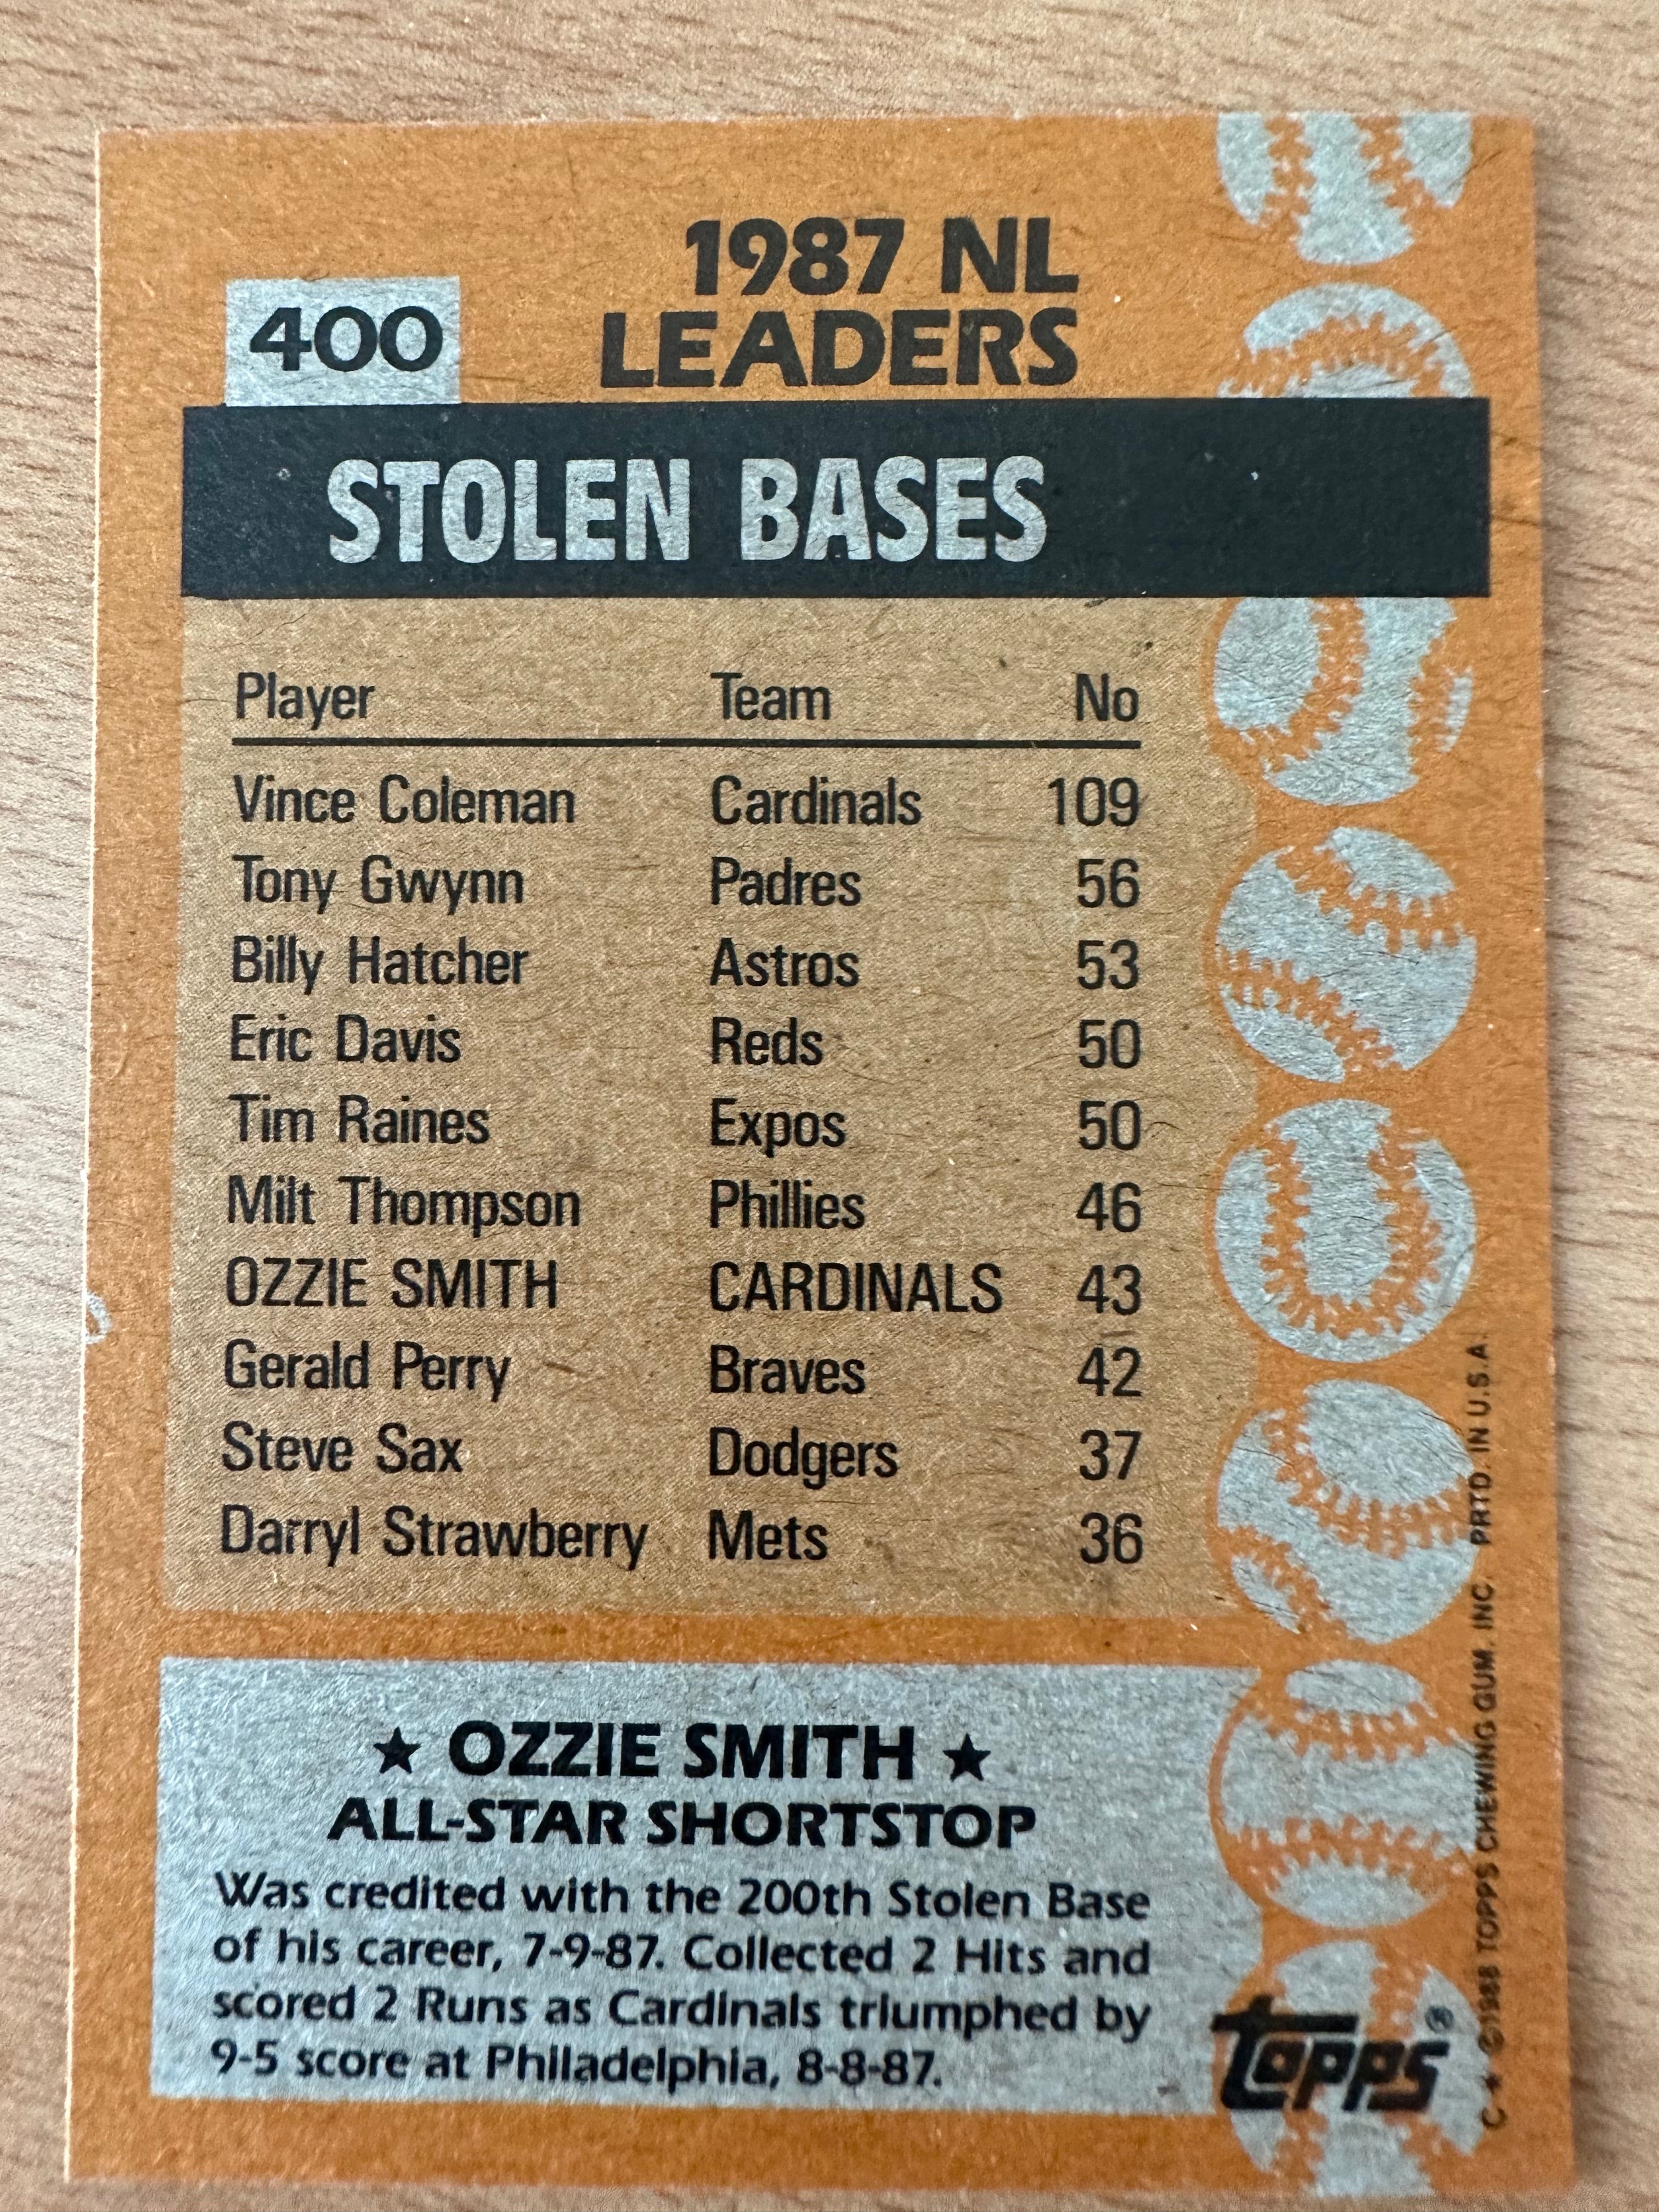 1987 NL
LEADERS
400
STOLEN BASES
Player Team No
Vince Coleman Cardinals 109
Tony Gwynn Padres 56
Billy Hatcher Astros 53
Eric Davis Reds 50
Tim Raines Expos 50
Milt Thompson Phillies 46
OZZIE SMITH CARDINALS 43
Gerald Perry Braves 42
Steve Sax Dodgers 37
Darryl Strawberry Mets 36
★ OZZIE SMITH ★
ALL-STAR SHORTSTOP
Was credited with the 200th Stolen Base
of his career, 7-9-87. Collected 2 Hits and
scored 2 Runs as Cardinals triumphed by
9-5 score at Philadelphia, 8-8-87.
topps®
C ★ ©1988 TOPPS CHEWING GUM, INC. PRTD. IN U.S.A.